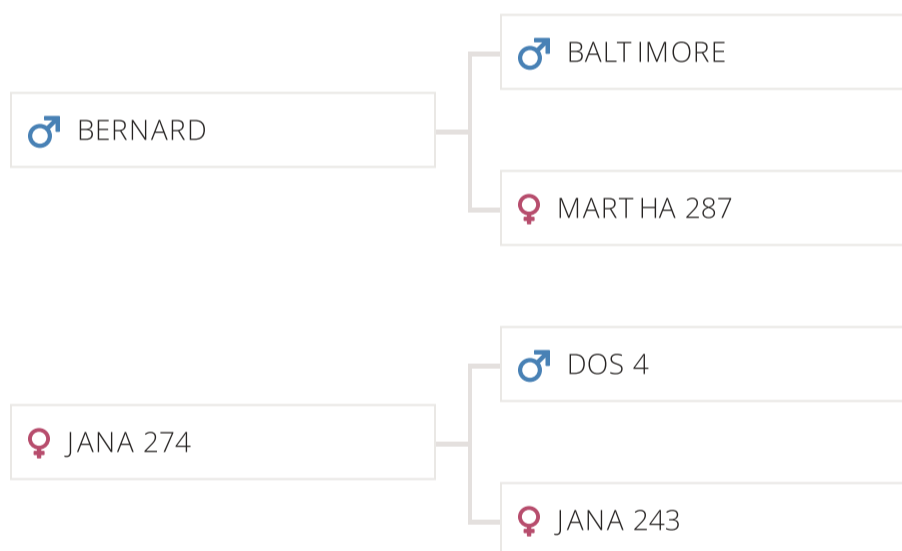 BALTIMORE
BERNARD
MARTHA 287
DOS 4
JANA 274
JANA 243